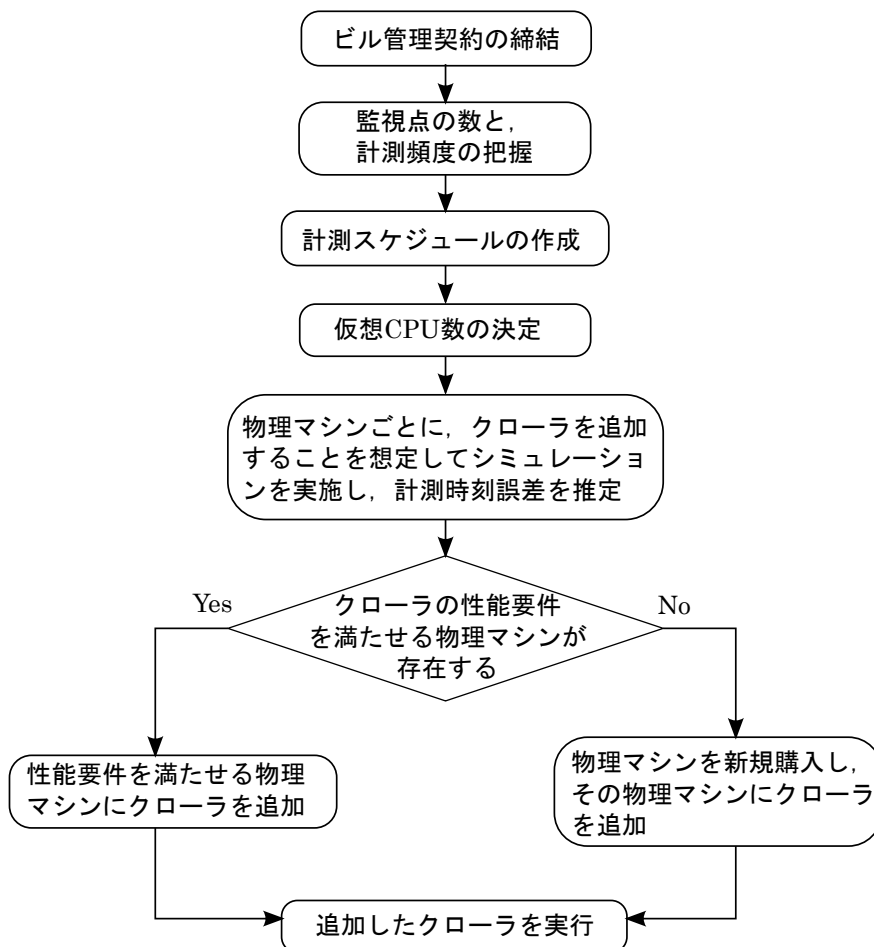 ビル管理契約の締結
監視点の数と，
計測頻度の把握
計測スケジュールの作成
仮想CPU数の決定
物理マシンごとに，クローラを追加
することを想定してシミュレーショ
ンを実施し，計測時刻誤差を推定
Yes
クローラの性能要件
を満たせる物理マシンが
存在する
No
性能要件を満たせる物理
マシンにクローラを追加
物理マシンを新規購入し，
その物理マシンにクローラ
を追加
追加したクローラを実行